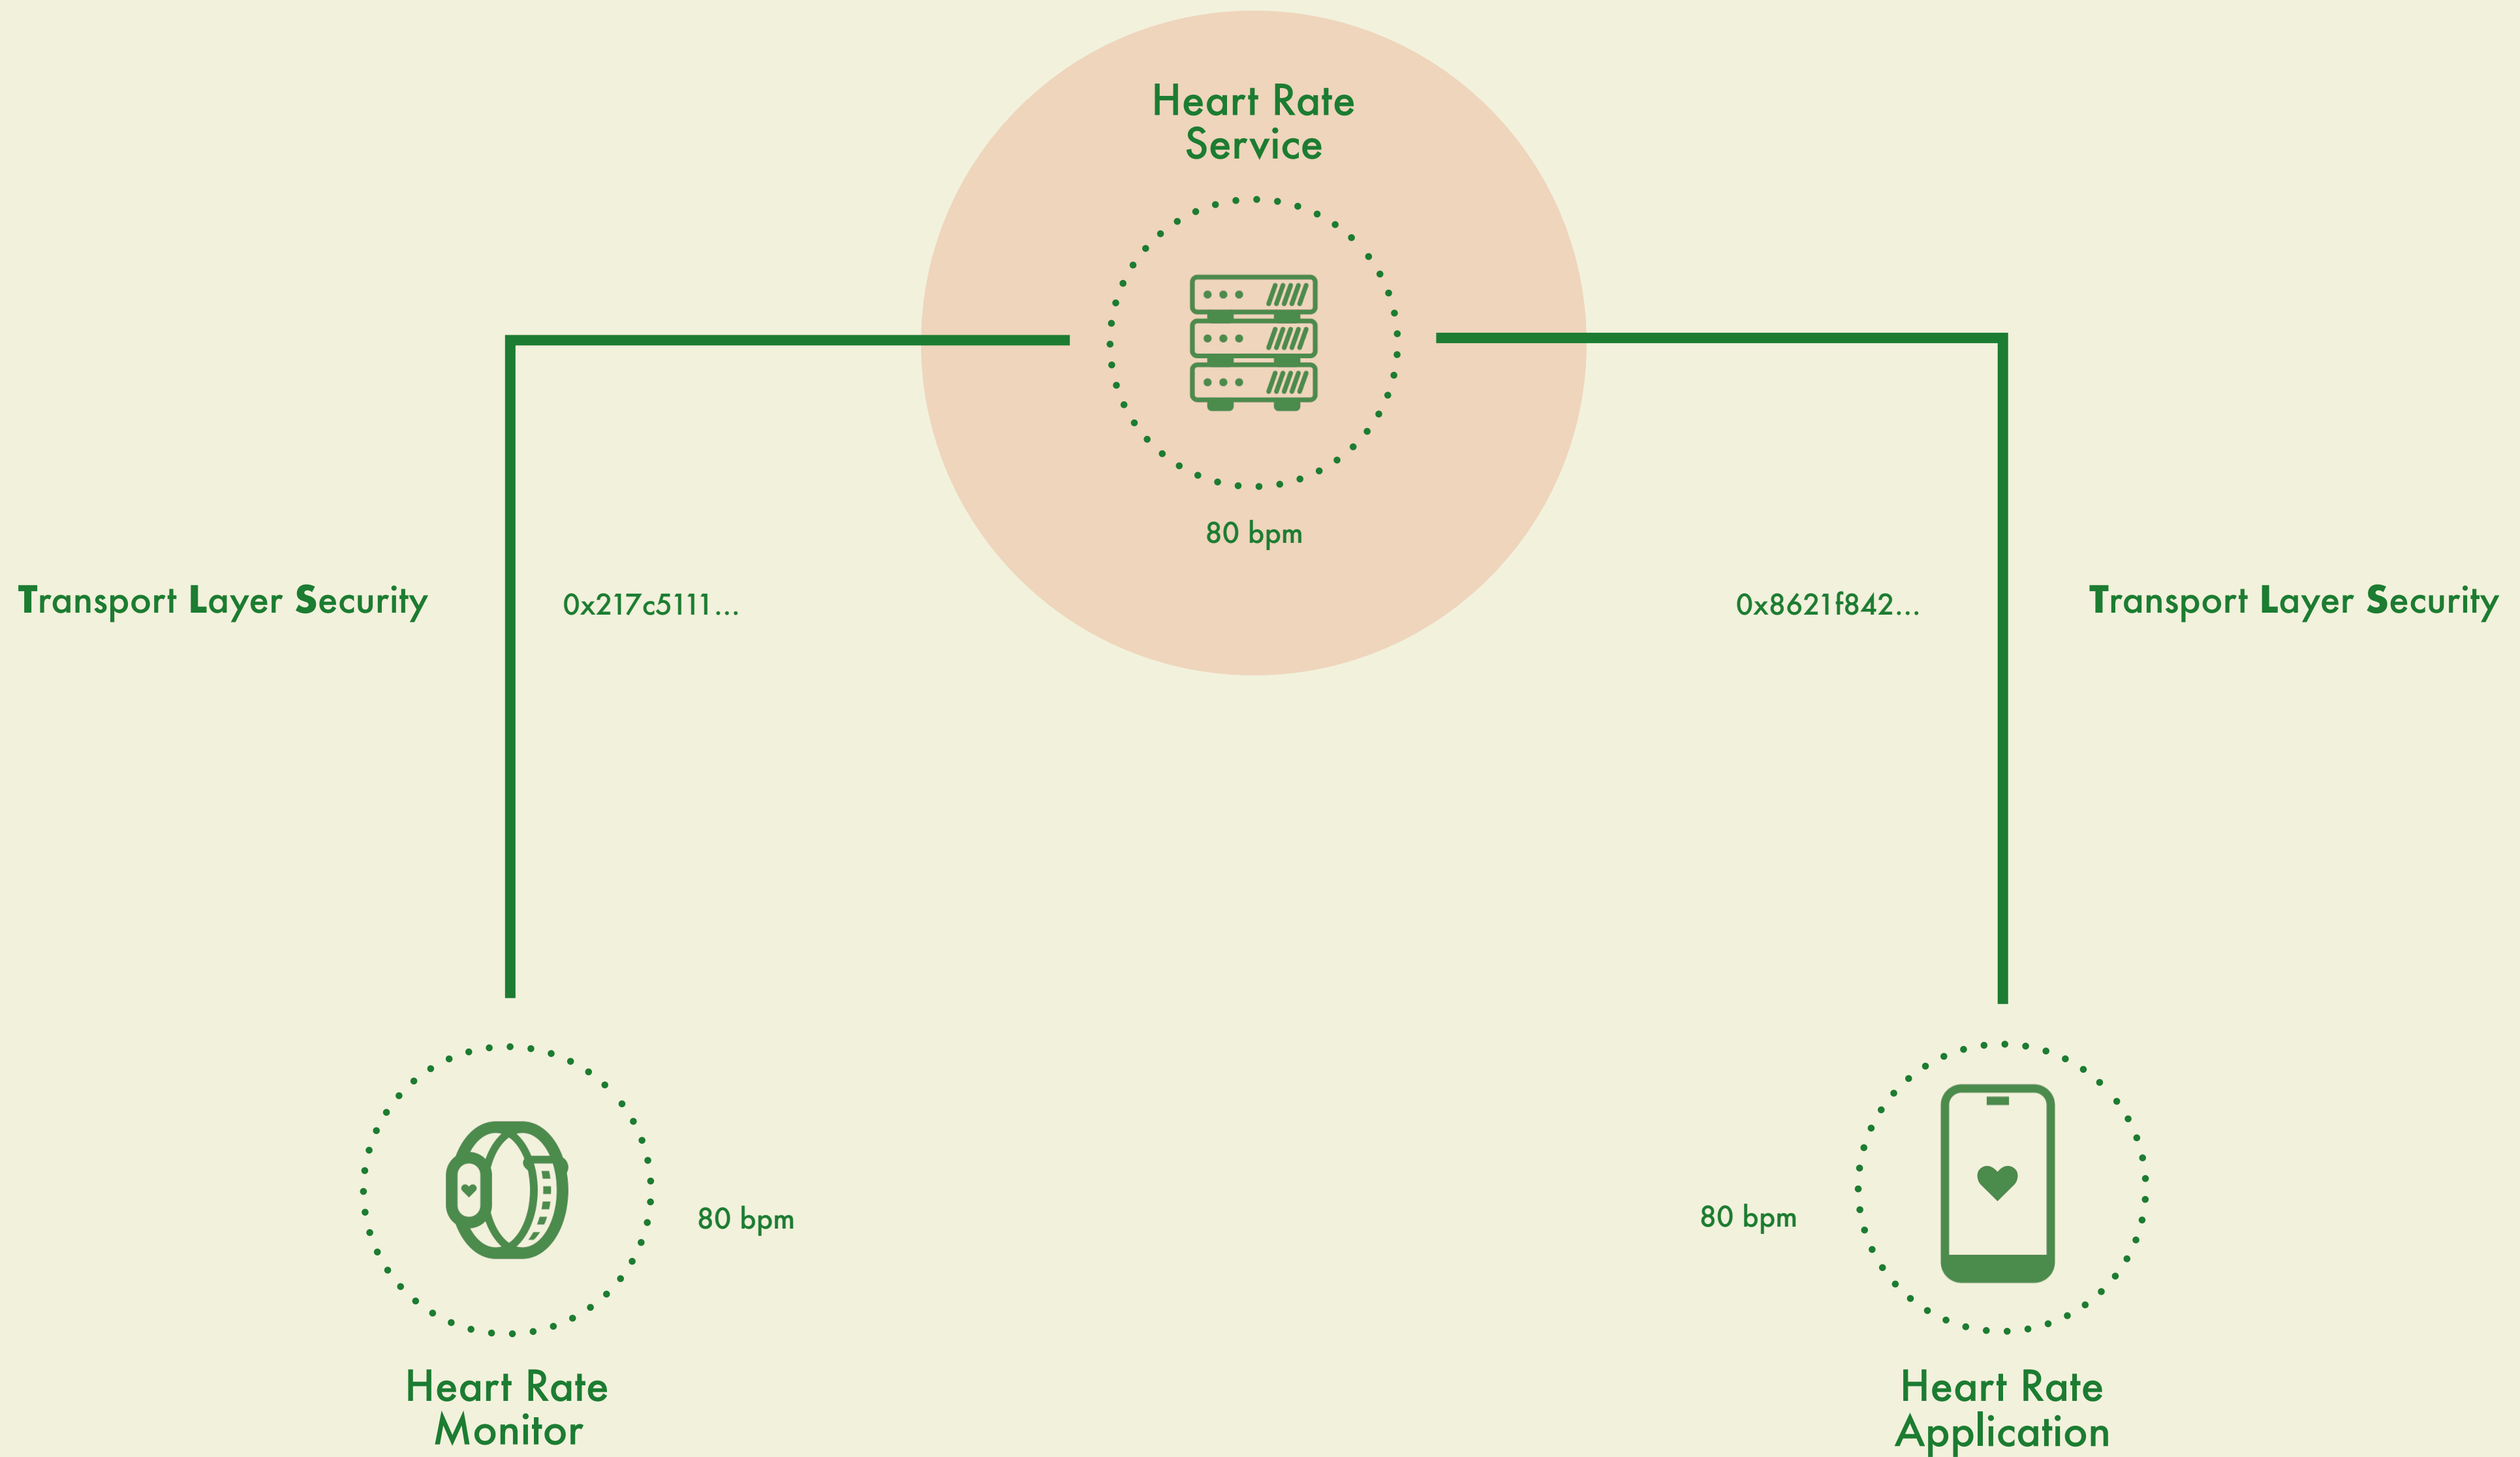 Heart Rate
Service
80 bpm
Transport Layer Security
0x217c5111...
0x8621f842...
Transport Layer Security
80 bpm
80 bpm
Heart Rate
Monitor
Heart Rate
Application